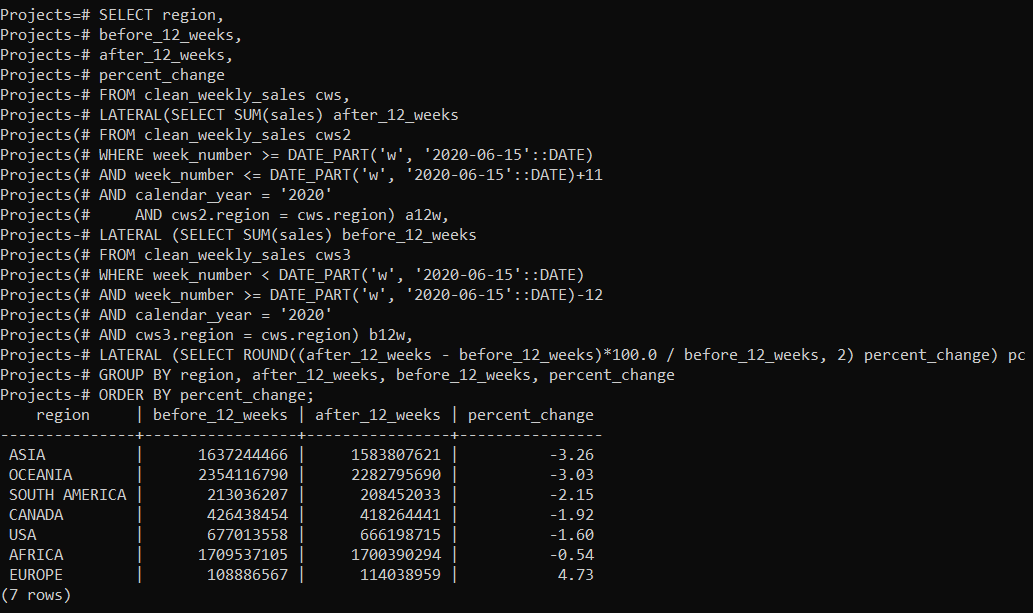 Projects=# SELECT region,
Projects-# before_12_weeks,
Projects-# after_12_weeks,
Projects-# percent_change
Projects-# FROM clean_weekly_sales cws,
Projects-# LATERAL(SELECT SUM(sales) after_12_weeks
Projects(# FROM clean_weekly_sales cws2
Projects(# WHERE week_number >= DATE_PART('w', '2020-06-15'::DATE)
Projects(# AND week_number <= DATE_PART('w', '2020-06-15'::DATE)+11
Projects(# AND calendar_year = '2020'
Projects(#     AND cws2.region = cws.region) a12w,
Projects-# LATERAL (SELECT SUM(sales) before_12_weeks
Projects(# FROM clean_weekly_sales cws3
Projects(# WHERE week_number < DATE_PART('w', '2020-06-15'::DATE)
Projects(# AND week_number >= DATE_PART('w', '2020-06-15'::DATE)-12
Projects(# AND calendar_year = '2020'
Projects(# AND cws3.region = cws.region) b12w,
Projects-# LATERAL (SELECT ROUND((after_12_weeks - before_12_weeks)*100.0 / before_12_weeks, 2) percent_change) pc
Projects-# GROUP BY region, after_12_weeks, before_12_weeks, percent_change
Projects-# ORDER BY percent_change;
    region     | before_12_weeks | after_12_weeks | percent_change
---------------+-----------------+----------------+----------------
 ASIA          |      1637244466 |     1583807621 |          -3.26
 OCEANIA       |      2354116790 |     2282795690 |          -3.03
 SOUTH AMERICA |       213036207 |      208452033 |          -2.15
 CANADA        |       426438454 |      418264441 |          -1.92
 USA           |       677013558 |      666198715 |          -1.60
 AFRICA        |      1709537105 |     1700390294 |          -0.54
 EUROPE        |       108886567 |      114038959 |           4.73
(7 rows)